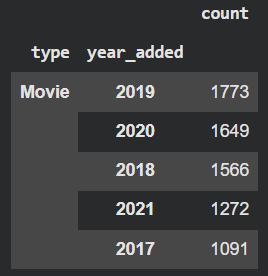 count
type year_added
Movie 2019 1773
2020 1649
2018 1566
2021 1272
2017 1091